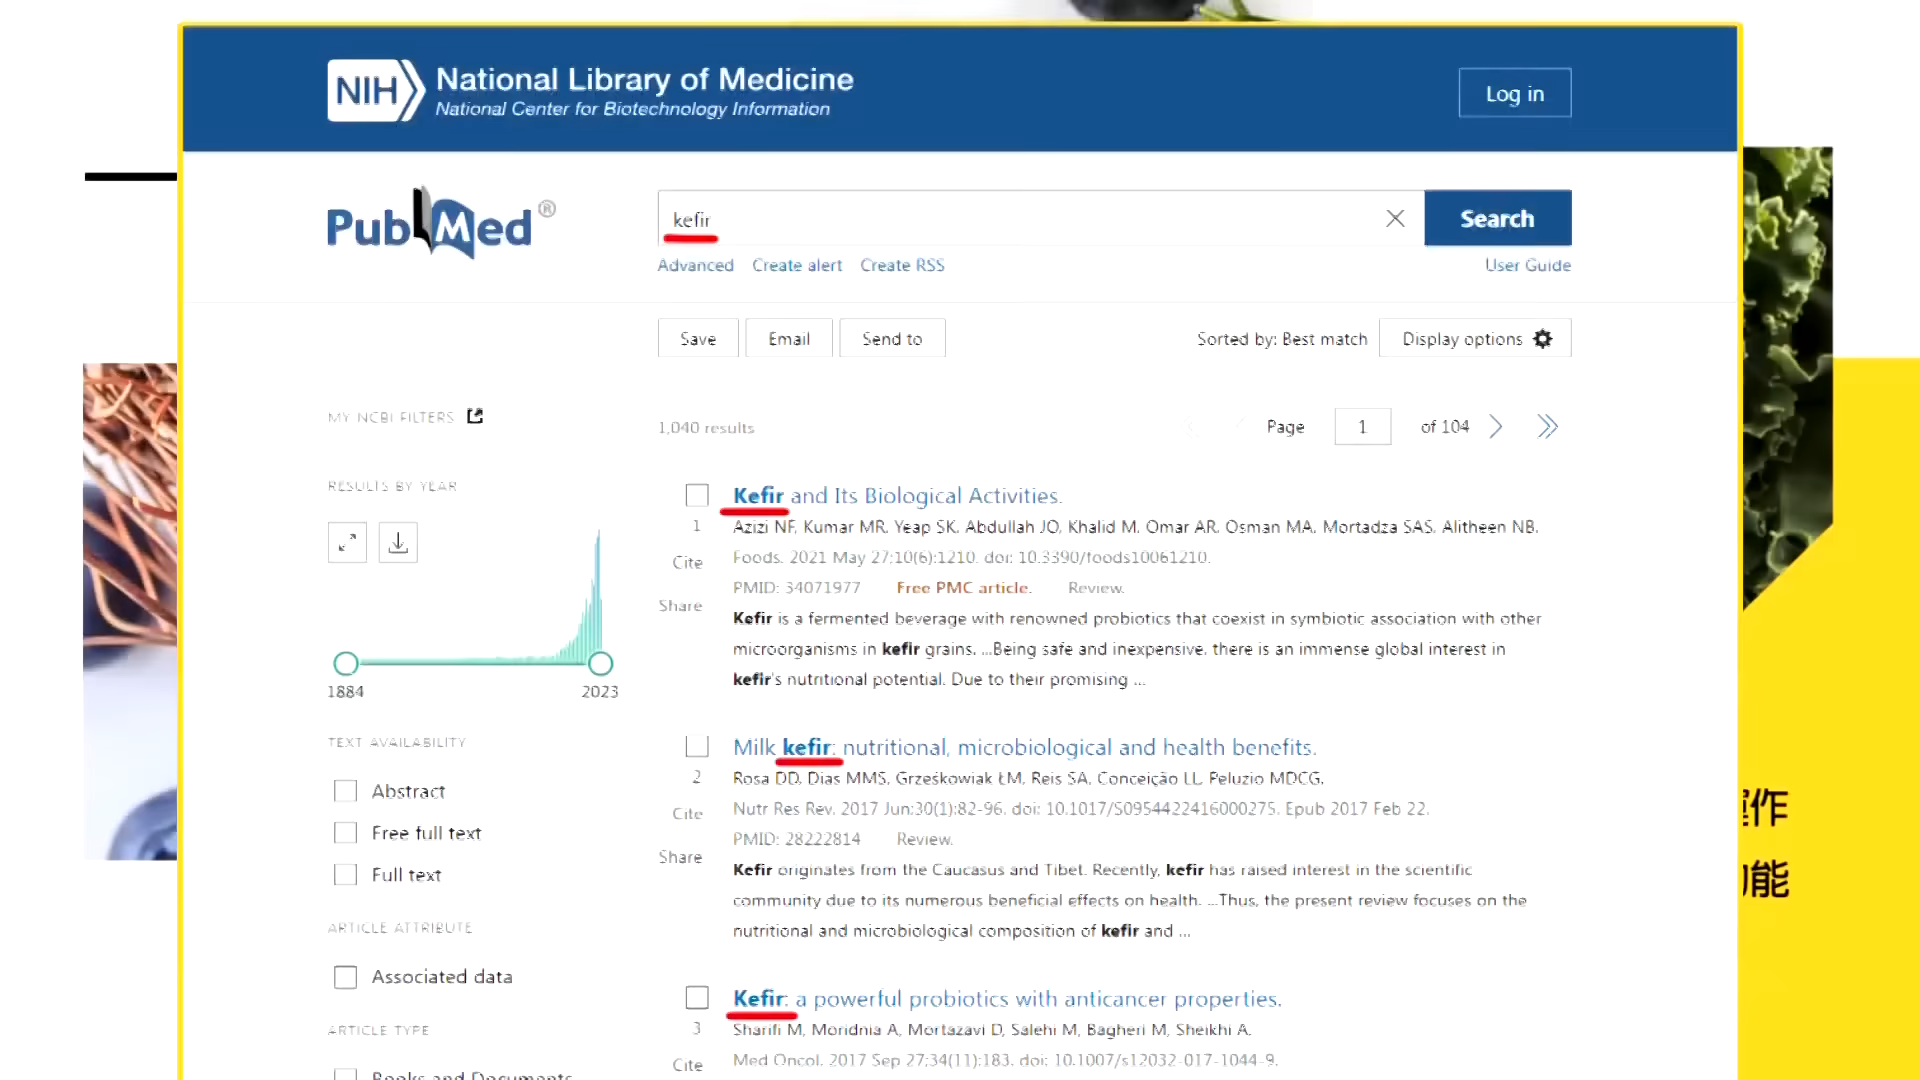 NIH National Library of Medicine
National Center for Biotechnology Information
Log in
PubMed®
kefir
Search
Advanced Create alert Create RSS
User Guide
Save Email Send to
Sorted by: Best match Display options
MY NCBI FILTERS
1,040 results
Page 1 of 104
RESULTS BY YEAR
1884 2023
TEXT AVAILABILITY
Abstract
Free full text
Full text
ARTICLE ATTRIBUTE
Associated data
ARTICLE TYPE
Books and Documents
Kefir and Its Biological Activities.
1
Azizi NF, Kumar MR, Yeap SK, Abdullah JO, Khalid M, Omar AR, Osman MA, Mortadza SAS, Alitheen NB.
Cite
Foods. 2021 May 27;10(6):1210. doi: 10.3390/foods10061210.
PMID: 34071977 Free PMC article. Review.
Share
Kefir is a fermented beverage with renowned probiotics that coexist in symbiotic association with other
microorganisms in kefir grains. ...Being safe and inexpensive, there is an immense global interest in
kefir's nutritional potential. Due to their promising ...
Milk kefir: nutritional, microbiological and health benefits.
2
Rosa DD, Dias MMS, Grześkowiak ŁM, Reis SA, Conceição LL, Peluzio MDCG.
Cite
Nutr Res Rev. 2017 Jun;30(1):82-96. doi: 10.1017/S0954422416000275. Epub 2017 Feb 22.
PMID: 28222814 Review.
Share
Kefir originates from the Caucasus and Tibet. Recently, kefir has raised interest in the scientific
community due to its numerous beneficial effects on health. ...Thus, the present review focuses on the
nutritional and microbiological composition of kefir and ...
Kefir: a powerful probiotics with anticancer properties.
3
Sharifi M, Moridnia A, Mortazavi D, Salehi M, Bagheri M, Sheikhi A.
Cite
Med Oncol. 2017 Sep 27;34(11):183. doi: 10.1007/s12032-017-1044-9.
作
能